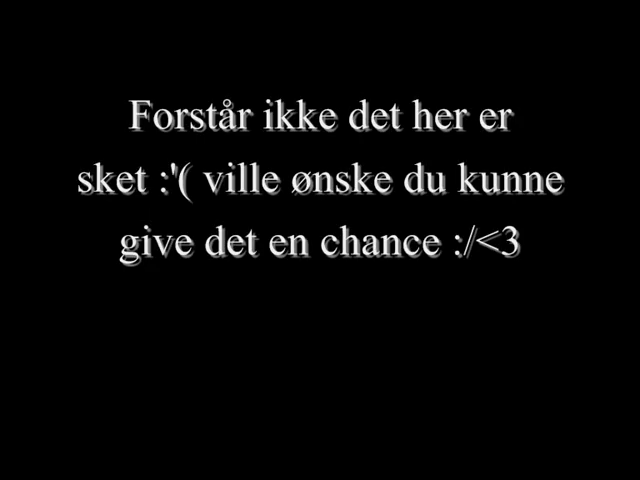 Forstår ikke det her er
sket :'( ville ønske du kunne
give det en chance :/<3